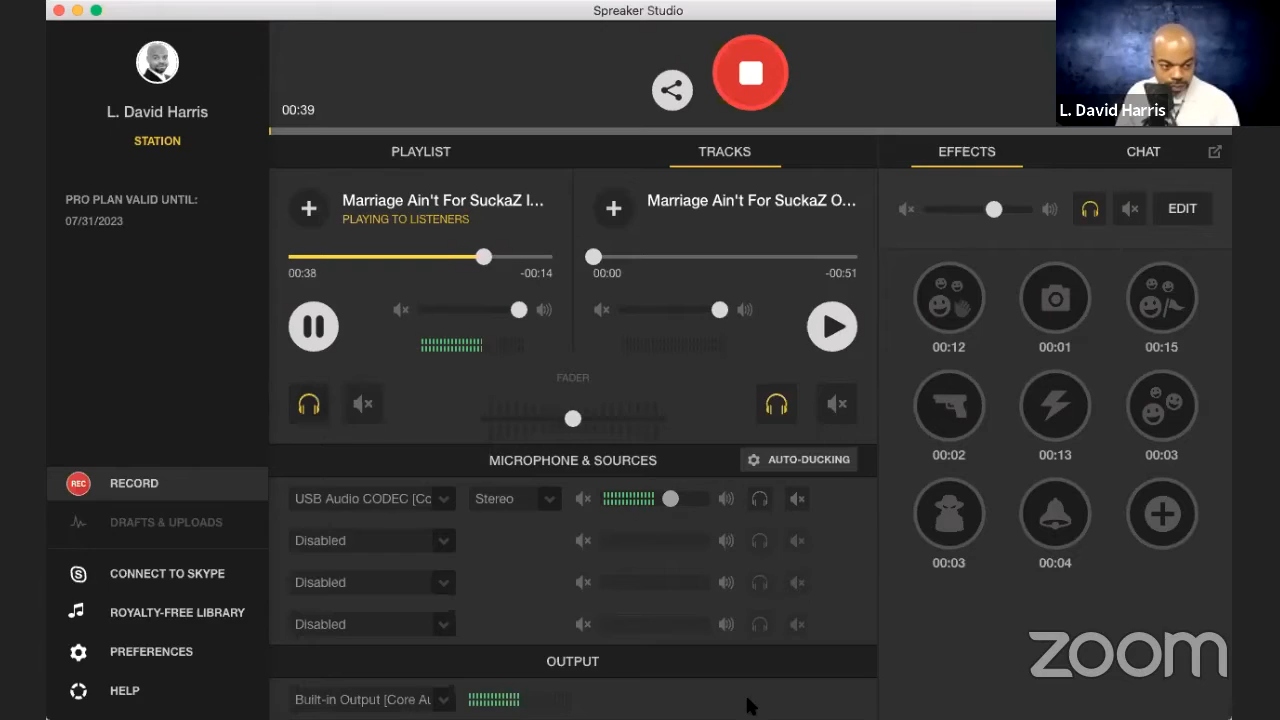 Spreaker Studio
L. David Harris
STATION
PRO PLAN VALID UNTIL:
07/31/2023
00:39
L. David Harris
PLAYLIST
TRACKS
EFFECTS
CHAT
Marriage Ain't For SuckaZ I...
PLAYING TO LISTENERS
00:38
-00:14
Marriage Ain't For SuckaZ O...
00:00
-00:51
EDIT
FADER
00:12
00:01
00:15
00:02
00:13
00:03
00:03
00:04
MICROPHONE & SOURCES
AUTO-DUCKING
USB Audio CODEC [Co
Stereo
Disabled
Disabled
Disabled
OUTPUT
Built-in Output [Core Au
REC
RECORD
DRAFTS & UPLOADS
CONNECT TO SKYPE
ROYALTY-FREE LIBRARY
PREFERENCES
HELP
zoom